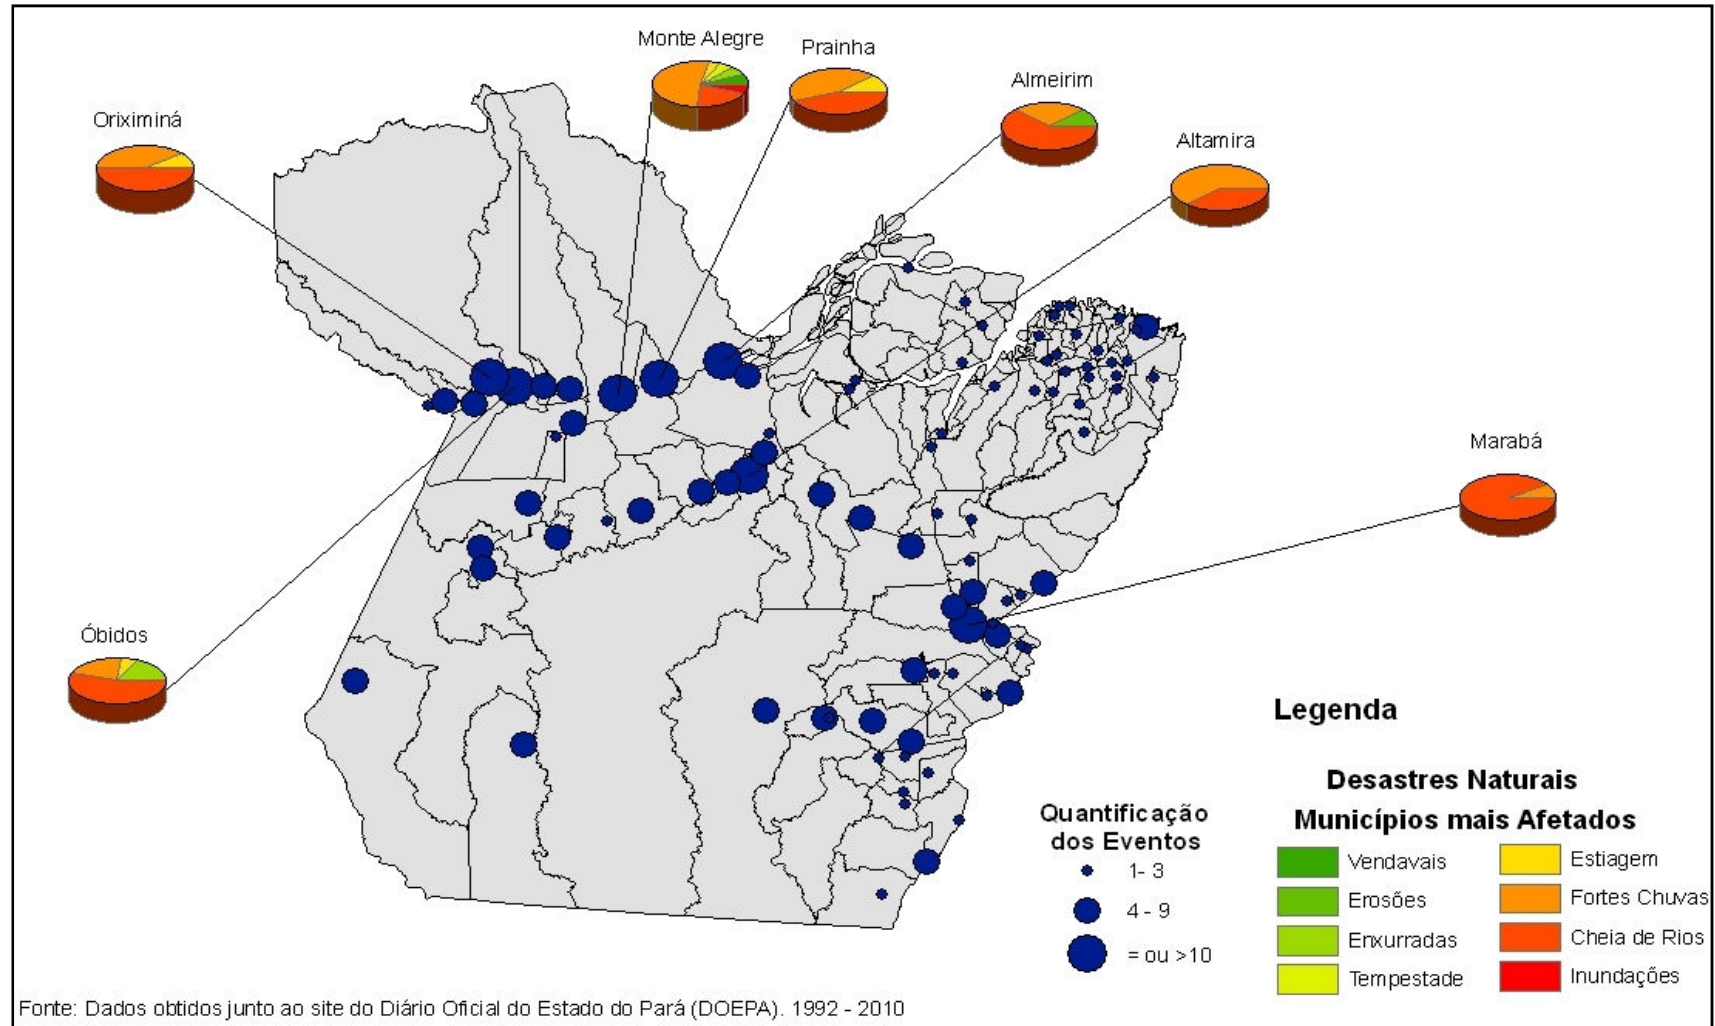 Monte Alegre
Prainha
Almeirim
Oriximiná
Altamira
Marabá
Óbidos
Legenda
Desastres Naturais
Municípios mais Afetados
Quantificação
dos Eventos
1- 3
4 - 9
= ou >10
Vendavais
Erosões
Enxurradas
Tempestade
Estiagem
Fortes Chuvas
Cheia de Rios
Inundações
Fonte: Dados obtidos junto ao site do Diário Oficial do Estado do Pará (DOEPA). 1992 - 2010